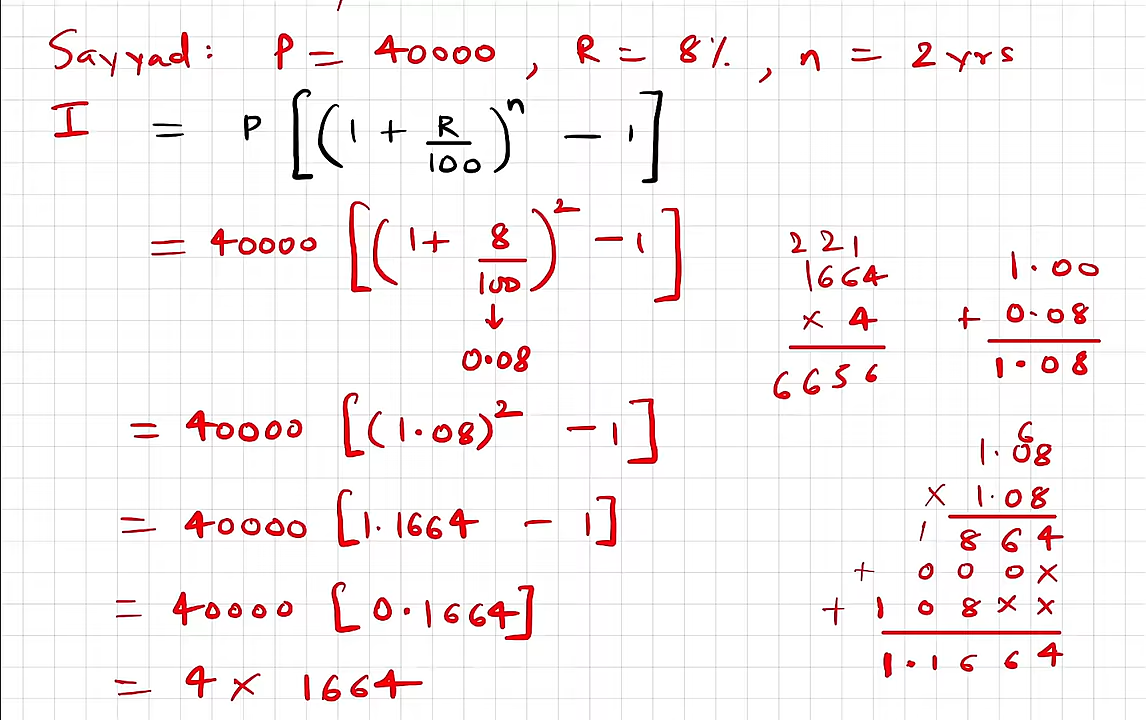 Sayyad: P = 40000, R = 8%, n = 2 yrs
I = P [(1 + R/100)^n - 1]
= 40000 [(1 + 8/100)^2 - 1]
↓
0.08
= 40000 [(1.08)^2 - 1]
= 40000 [1.1664 - 1]
= 40000 [0.1664]
= 4 × 1664
2 2 1
1664
× 4
6656
1.00
+ 0.08
1.08
6
1.08
× 1.08
1
8 6 4
+ 0 0 0 ×
+ 1 0 8 × ×
1.1 6 6 4